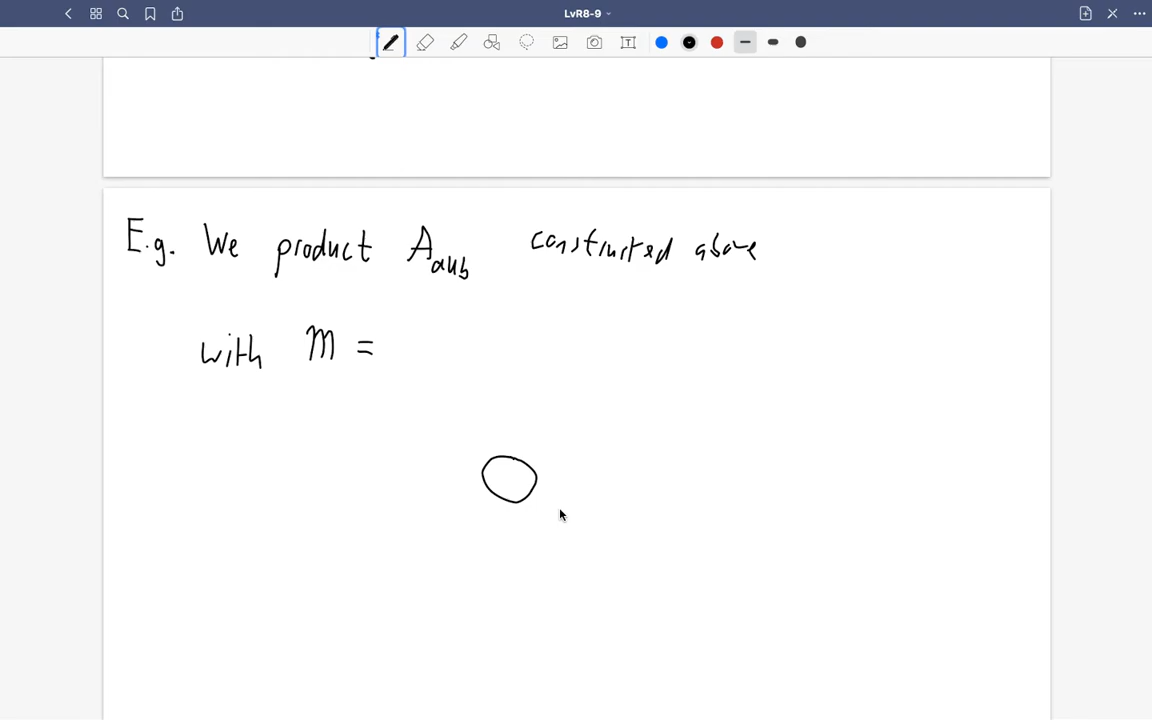 LvR8-9
E.g. We product A_aUb constructed above
with M =